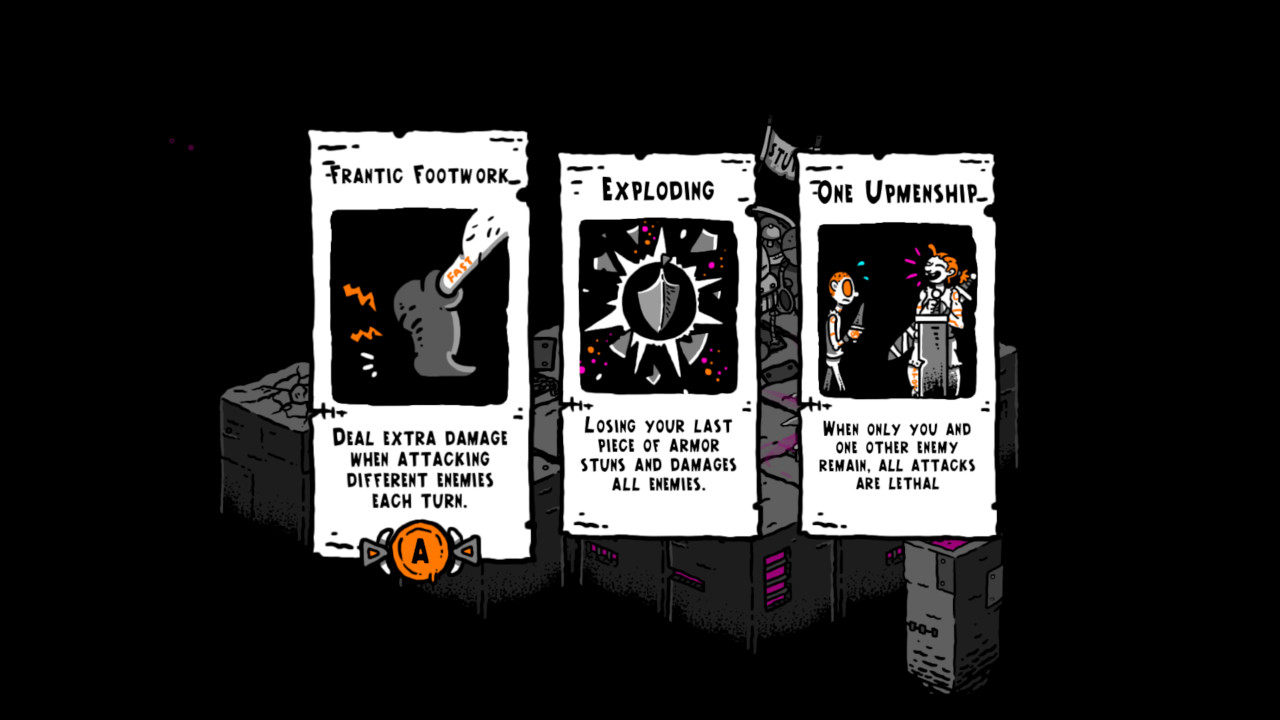 FRANTIC FOOTWORK
FAST
DEAL EXTRA DAMAGE
WHEN ATTACKING
DIFFERENT ENEMIES
EACH TURN.
A
EXPLODING
LOSING YOUR LAST
PIECE OF ARMOR
STUNS AND DAMAGES
ALL ENEMIES.
STU
ONE UPMENSHIP
WHEN ONLY YOU AND
ONE OTHER ENEMY
REMAIN, ALL ATTACKS
ARE LETHAL